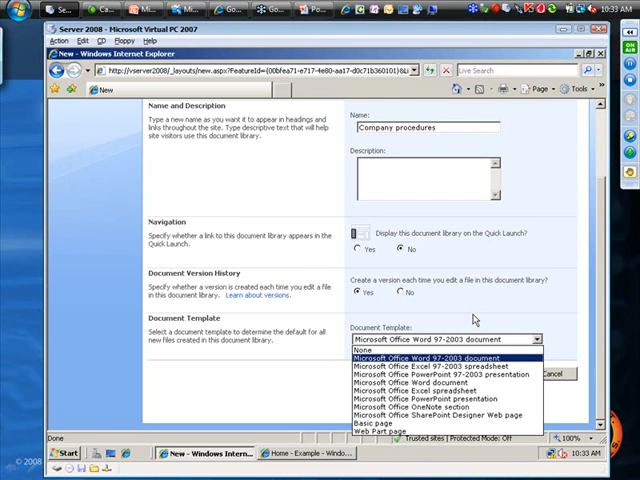 Se...
Ca...
Mi...
Mi...
Go...
Go...
Po...
10:33 AM
Server 2008 - Microsoft Virtual PC 2007
Action Edit CD Floppy Help
New - Windows Internet Explorer
http://vserver2008/_layouts/new.aspx?FeatureId={00bfea71-e717-4e80-aa17-d0c71b360101}&Li
Live Search
New
Page
Tools
ON AIR
Name and Description
Type a new name as you want it to appear in headings and
links throughout the site. Type descriptive text that will help
site visitors use this document library.
Name:
Company procedures
Description:
Navigation
Specify whether a link to this document library appears in the
Quick Launch.
Display this document library on the Quick Launch?
Yes No
Document Version History
Specify whether a version is created each time you edit a file in
this document library. Learn about versions.
Create a version each time you edit a file in this document library?
Yes No
Document Template
Select a document template to determine the default for all
new files created in this document library.
Document Template:
Microsoft Office Word 97-2003 document
None
Microsoft Office Word 97-2003 document
Microsoft Office Excel 97-2003 spreadsheet
Microsoft Office PowerPoint 97-2003 presentation
Microsoft Office Word document
Microsoft Office Excel spreadsheet
Microsoft Office PowerPoint presentation
Microsoft Office OneNote section
Microsoft Office SharePoint Designer Web page
Basic page
Web Part page
Cancel
Done
Trusted sites | Protected Mode: Off
100%
Start
New - Windows Intern...
Home - Example - Windo...
10:33 AM
© 2008